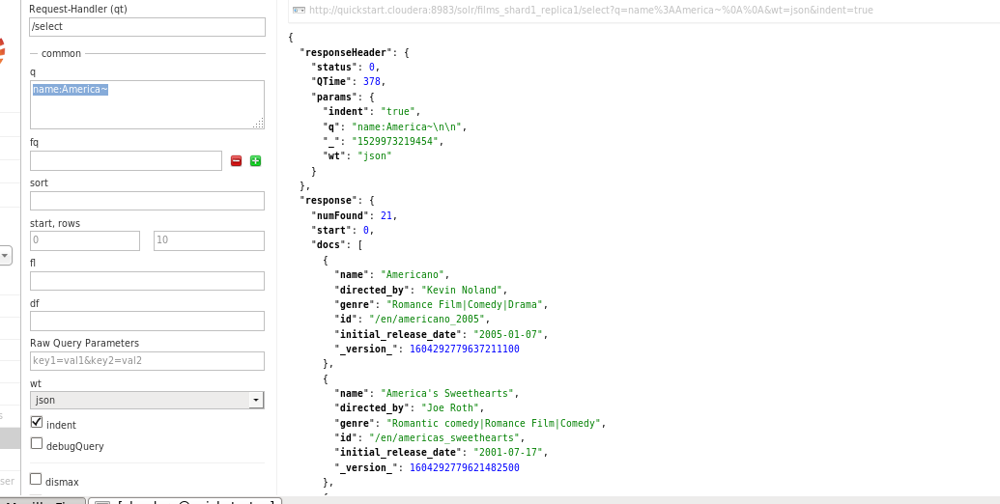 Request-Handler (qt)
/select
common
q
name:America~
fq
sort
start, rows
0
10
fl
df
Raw Query Parameters
key1=val1&key2=val2
wt
json
indent
debugQuery
dismax
http://quickstart.cloudera:8983/solr/films_shard1_replica1/select?q=name%3AAmerica~%0A%0A&wt=json&indent=true
{
"responseHeader": {
"status": 0,
"QTime": 378,
"params": {
"indent": "true",
"q": "name:America~\n\n",
"_": "1529973219454",
"wt": "json"
}
},
"response": {
"numFound": 21,
"start": 0,
"docs": [
{
"name": "Americano",
"directed_by": "Kevin Noland",
"genre": "Romance Film|Comedy|Drama",
"id": "/en/americano_2005",
"initial_release_date": "2005-01-07",
"_version_": 1604292779637211100
},
{
"name": "America's Sweethearts",
"directed_by": "Joe Roth",
"genre": "Romantic comedy|Romance Film|Comedy",
"id": "/en/americas_sweethearts",
"initial_release_date": "2001-07-17",
"_version_": 1604292779621482500
},